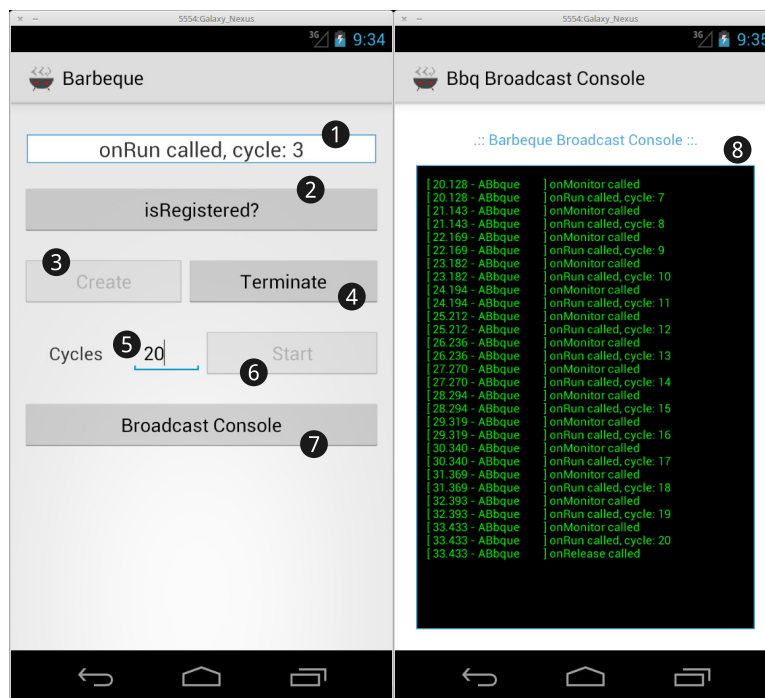 5554:Galaxy_Nexus
3G 9:34
Barbeque
1
onRun called, cycle: 3
2
isRegistered?
3
Create Terminate
4
Cycles 5 20 Start
6
Broadcast Console
7
5554:Galaxy_Nexus
3G 9:35
Bbq Broadcast Console
.:: Barbeque Broadcast Console ::.
8
[ 20.128 - ABbque ] onMonitor called
[ 20.128 - ABbque ] onRun called, cycle: 7
[ 21.143 - ABbque ] onMonitor called
[ 21.143 - ABbque ] onRun called, cycle: 8
[ 22.169 - ABbque ] onMonitor called
[ 22.169 - ABbque ] onRun called, cycle: 9
[ 23.182 - ABbque ] onMonitor called
[ 23.182 - ABbque ] onRun called, cycle: 10
[ 24.194 - ABbque ] onMonitor called
[ 24.194 - ABbque ] onRun called, cycle: 11
[ 25.212 - ABbque ] onMonitor called
[ 25.212 - ABbque ] onRun called, cycle: 12
[ 26.236 - ABbque ] onMonitor called
[ 26.236 - ABbque ] onRun called, cycle: 13
[ 27.270 - ABbque ] onMonitor called
[ 27.270 - ABbque ] onRun called, cycle: 14
[ 28.294 - ABbque ] onMonitor called
[ 28.294 - ABbque ] onRun called, cycle: 15
[ 29.319 - ABbque ] onMonitor called
[ 29.319 - ABbque ] onRun called, cycle: 16
[ 30.340 - ABbque ] onMonitor called
[ 30.340 - ABbque ] onRun called, cycle: 17
[ 31.369 - ABbque ] onMonitor called
[ 31.369 - ABbque ] onRun called, cycle: 18
[ 32.393 - ABbque ] onMonitor called
[ 32.393 - ABbque ] onRun called, cycle: 19
[ 33.433 - ABbque ] onMonitor called
[ 33.433 - ABbque ] onRun called, cycle: 20
[ 33.433 - ABbque ] onRelease called